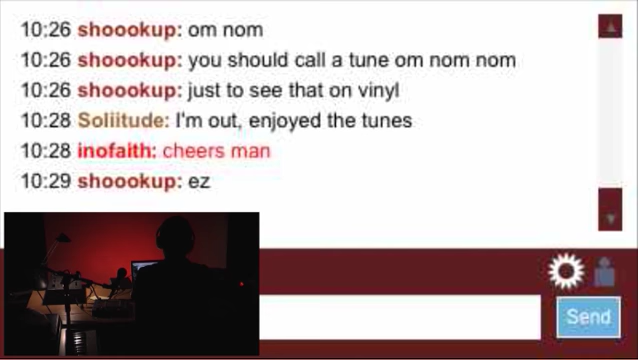 10:26 shoookup: om nom
10:26 shoookup: you should call a tune om nom nom
10:26 shoookup: just to see that on vinyl
10:28 Soliitude: I'm out, enjoyed the tunes
10:28 inofaith: cheers man
10:29 shoookup: ez
Send